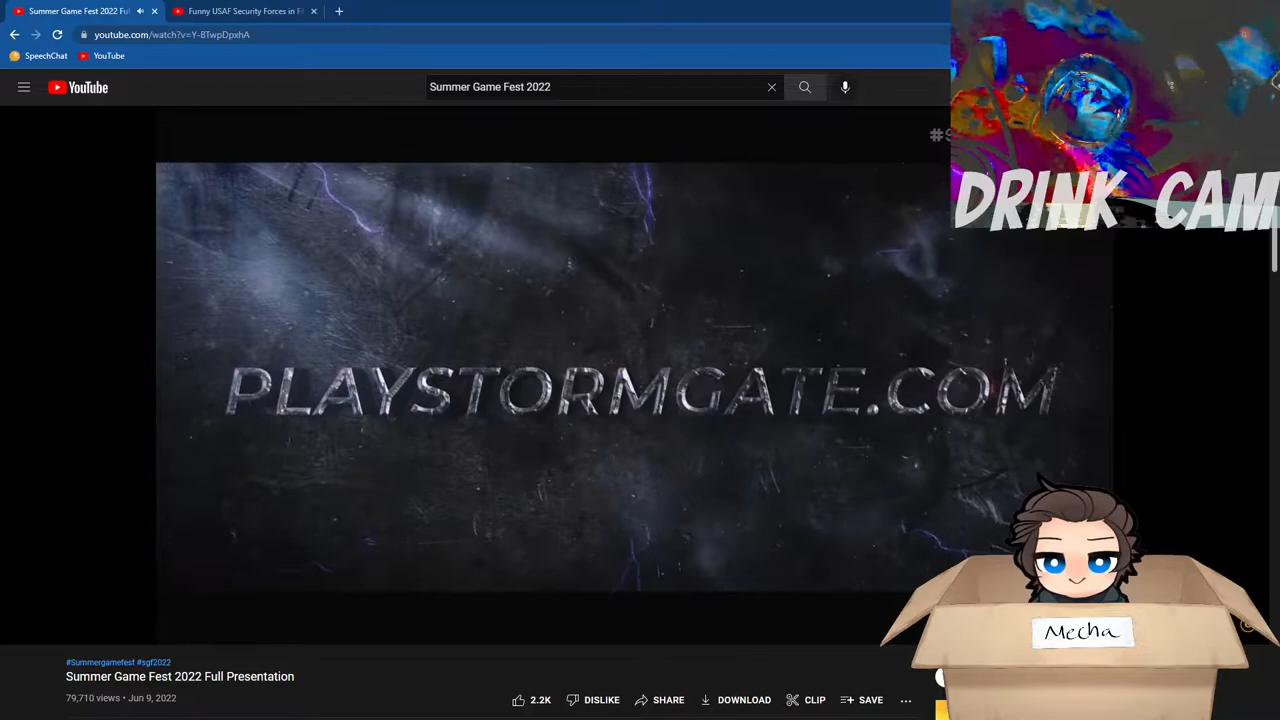 Summer Game Fest 2022 Ful
Funny USAF Security Forces in F
youtube.com/watch?v=Y-BTwpDpxhA
SpeechChat
YouTube
YouTube
Summer Game Fest 2022
DRINK CAM
PLAYSTORMGATE.COM
Mecha
#Summergamefest #sgf2022
Summer Game Fest 2022 Full Presentation
79,710 views • Jun 9, 2022
2.2K
DISLIKE
SHARE
DOWNLOAD
CLIP
SAVE